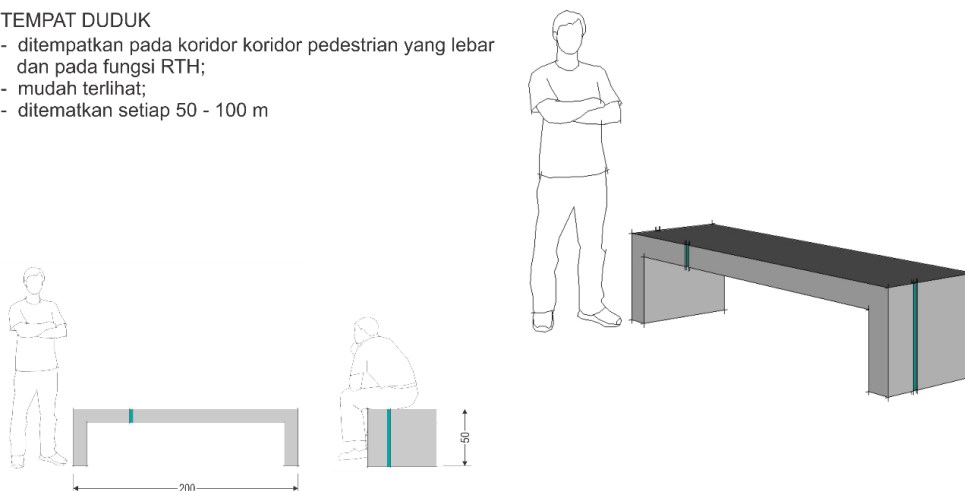 TEMPAT DUDUK
- ditempatkan pada koridor koridor pedestrian yang lebar
dan pada fungsi RTH;
- mudah terlihat;
- ditematkan setiap 50 - 100 m
50
200